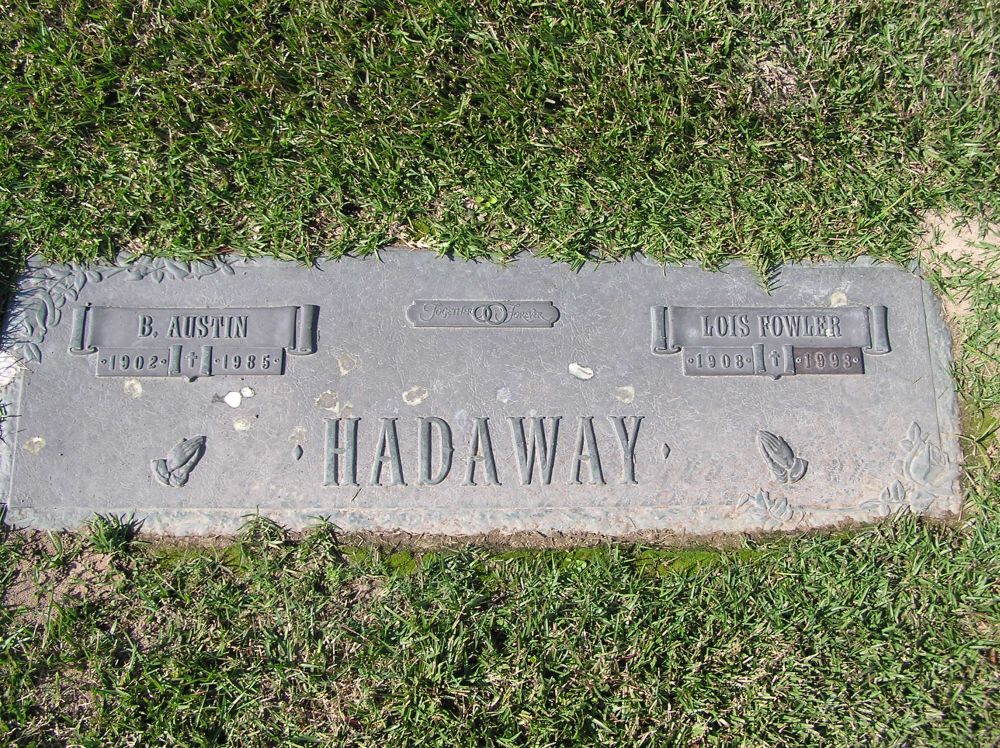 B. AUSTIN
1902 † 1985
Together Forever
LOIS FOWLER
1908 † 1993
HADAWAY